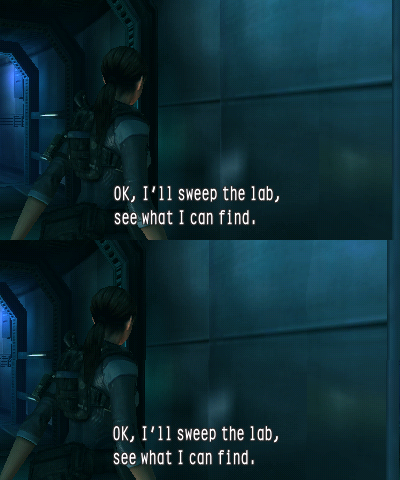 OK, I'll sweep the lab,
see what I can find.
OK, I'll sweep the lab,
see what I can find.